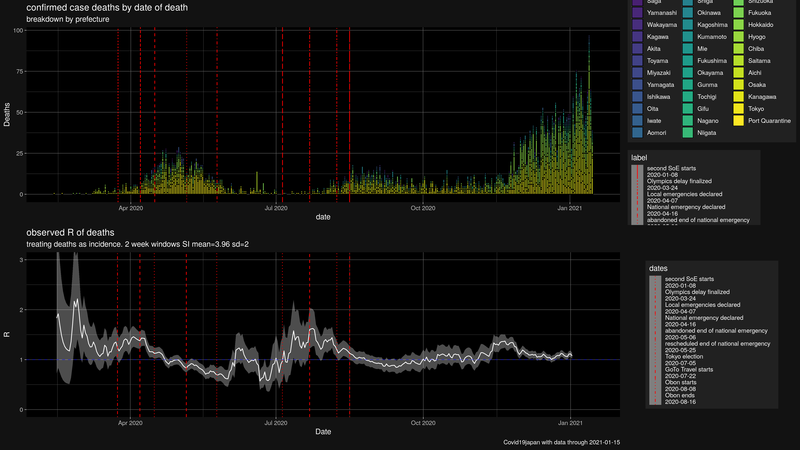 confirmed case deaths by date of death
breakdown by prefecture
100
75
50
25
0
Deaths
Apr 2020
Jul 2020
Oct 2020
Jan 2021
date
Saga
Shiga
Shizuoka
Yamanashi
Okinawa
Fukuoka
Wakayama
Kagoshima
Hokkaido
Kagawa
Kumamoto
Hyogo
Akita
Mie
Chiba
Toyama
Fukushima
Saitama
Miyazaki
Okayama
Aichi
Yamagata
Gunma
Osaka
Ishikawa
Tochigi
Kanagawa
Oita
Gifu
Tokyo
Iwate
Nagano
Port Quarantine
Aomori
Niigata
label
second SoE starts
2020-01-08
Olympics delay finalized
2020-03-24
Local emergencies declared
2020-04-07
National emergency declared
2020-04-16
abandoned end of national emergency
observed R of deaths
treating deaths as incidence. 2 week windows SI mean=3.96 sd=2
3
2
1
0
R
Apr 2020
Jul 2020
Oct 2020
Jan 2021
Date
dates
second SoE starts
2020-01-08
Olympics delay finalized
2020-03-24
Local emergencies declared
2020-04-07
National emergency declared
2020-04-16
abandoned end of national emergency
2020-05-06
rescheduled end of national emergency
2020-05-25
Tokyo election
2020-07-05
GoTo Travel starts
2020-07-22
Obon starts
2020-08-08
Obon ends
2020-08-16
Covid19japan with data through 2021-01-15